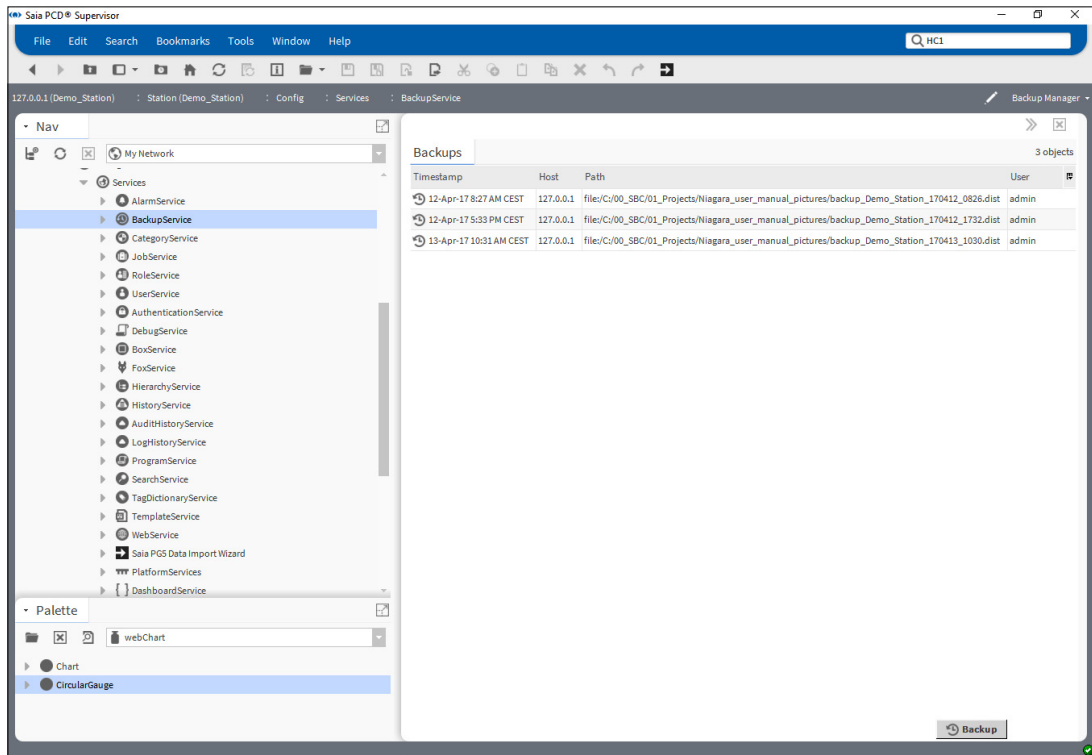 Saia PCD® Supervisor
File Edit Search Bookmarks Tools Window Help
HC1
127.0.0.1 (Demo_Station) : Station (Demo_Station) : Config : Services : BackupService
Backup Manager
Nav
My Network
Services
AlarmService
BackupService
CategoryService
JobService
RoleService
UserService
AuthenticationService
DebugService
BoxService
FoxService
HierarchyService
HistoryService
AuditHistoryService
LogHistoryService
ProgramService
SearchService
TagDictionaryService
TemplateService
WebService
Saia PG5 Data Import Wizard
PlatformServices
DashboardService
Palette
webChart
Chart
CircularGauge
Backups 3 objects
Timestamp Host Path User
12-Apr-17 8:27 AM CEST 127.0.0.1 file:/C:/00_SBC/01_Projects/Niagara_user_manual_pictures/backup_Demo_Station_170412_0826.dist admin
12-Apr-17 5:33 PM CEST 127.0.0.1 file:/C:/00_SBC/01_Projects/Niagara_user_manual_pictures/backup_Demo_Station_170412_1732.dist admin
13-Apr-17 10:31 AM CEST 127.0.0.1 file:/C:/00_SBC/01_Projects/Niagara_user_manual_pictures/backup_Demo_Station_170413_1030.dist admin
Backup